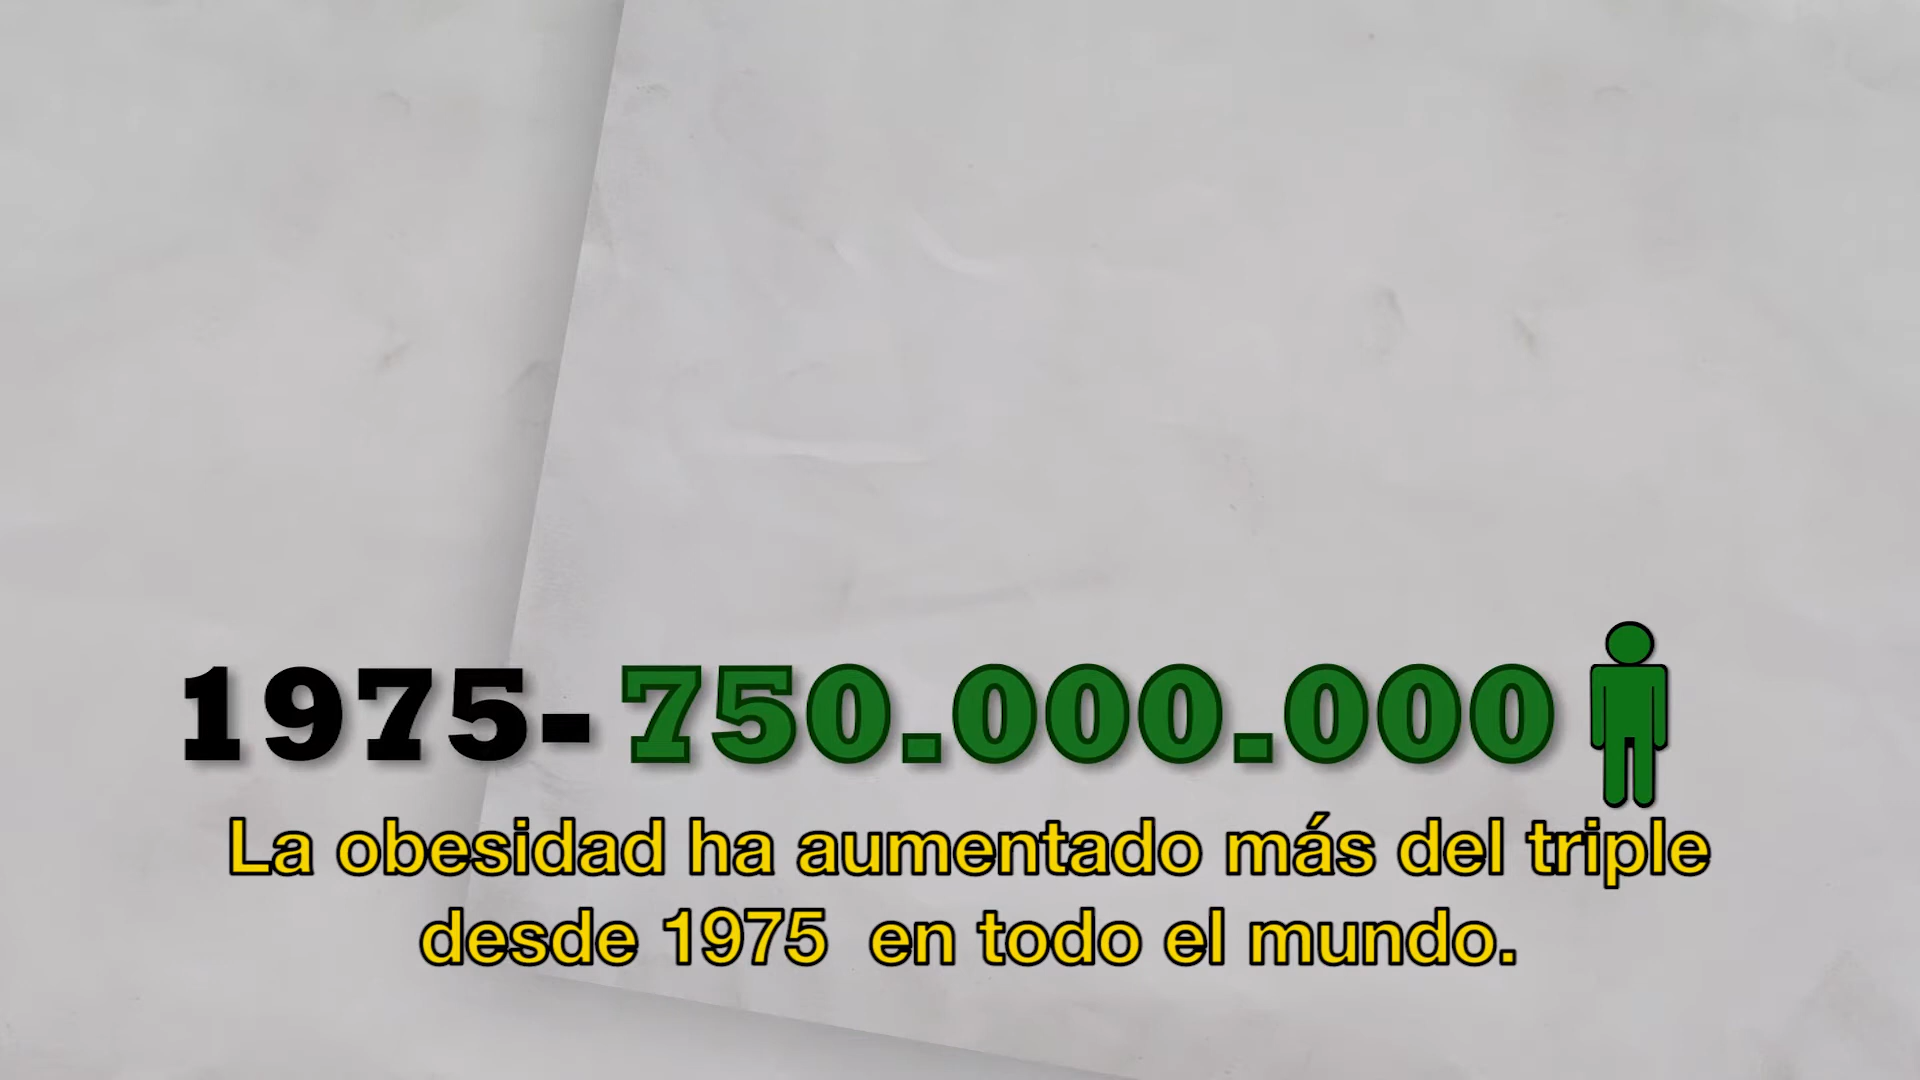 1975-750.000.000
La obesidad ha aumentado más del triple
desde 1975  en todo el mundo.